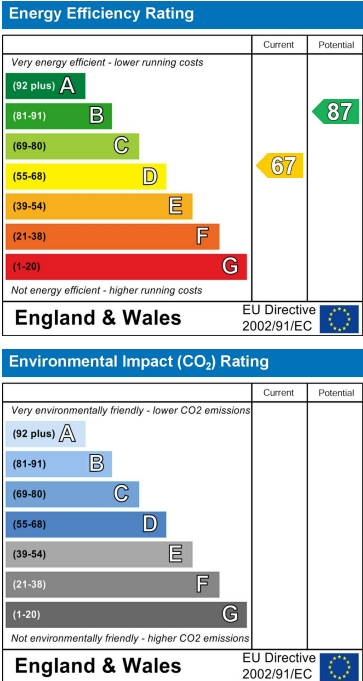 Energy Efficiency Rating
Current Potential
Very energy efficient - lower running costs
(92 plus) A
(81-91) B
87
(69-80) C
(55-68) D
67
(39-54) E
(21-38) F
(1-20) G
Not energy efficient - higher running costs
England & Wales
EU Directive
2002/91/EC
Environmental Impact (CO₂) Rating
Current Potential
Very environmentally friendly - lower CO2 emissions
(92 plus) A
(81-91) B
(69-80) C
(55-68) D
(39-54) E
(21-38) F
(1-20) G
Not environmentally friendly - higher CO2 emissions
England & Wales
EU Directive
2002/91/EC